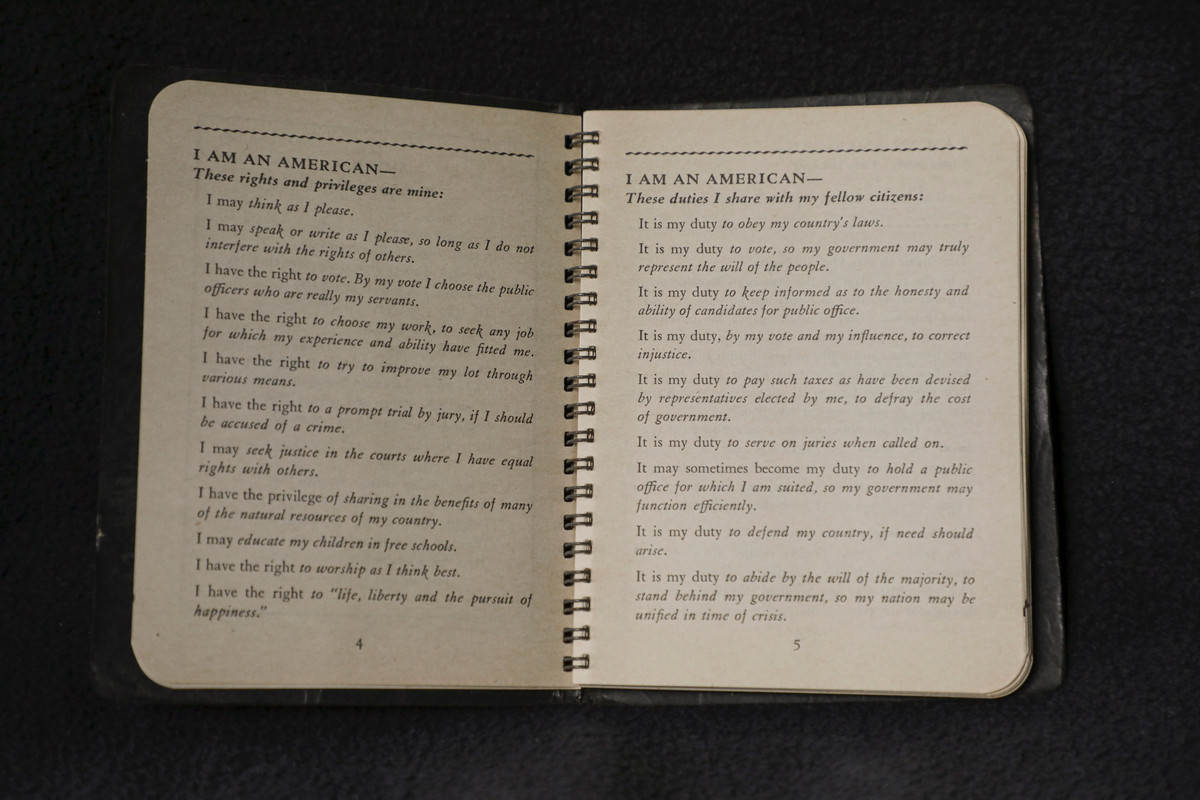 I AM AN AMERICAN—
These rights and privileges are mine:
I may think as I please.
I may speak or write as I please, so long as I do not
interfere with the rights of others.
I have the right to vote. By my vote I choose the public
officers who are really my servants.
I have the right to choose my work, to seek any job
for which my experience and ability have fitted me.
I have the right to try to improve my lot through
various means.
I have the right to a prompt trial by jury, if I should
be accused of a crime.
I may seek justice in the courts where I have equal
rights with others.
I have the privilege of sharing in the benefits of many
of the natural resources of my country.
I may educate my children in free schools.
I have the right to worship as I think best.
I have the right to "life, liberty and the pursuit of
happiness."
4
I AM AN AMERICAN—
These duties I share with my fellow citizens:
It is my duty to obey my country's laws.
It is my duty to vote, so my government may truly
represent the will of the people.
It is my duty to keep informed as to the honesty and
ability of candidates for public office.
It is my duty, by my vote and my influence, to correct
injustice.
It is my duty to pay such taxes as have been devised
by representatives elected by me, to defray the cost
of government.
It is my duty to serve on juries when called on.
It may sometimes become my duty to hold a public
office for which I am suited, so my government may
function efficiently.
It is my duty to defend my country, if need should
arise.
It is my duty to abide by the will of the majority, to
stand behind my government, so my nation may be
unified in time of crisis.
5